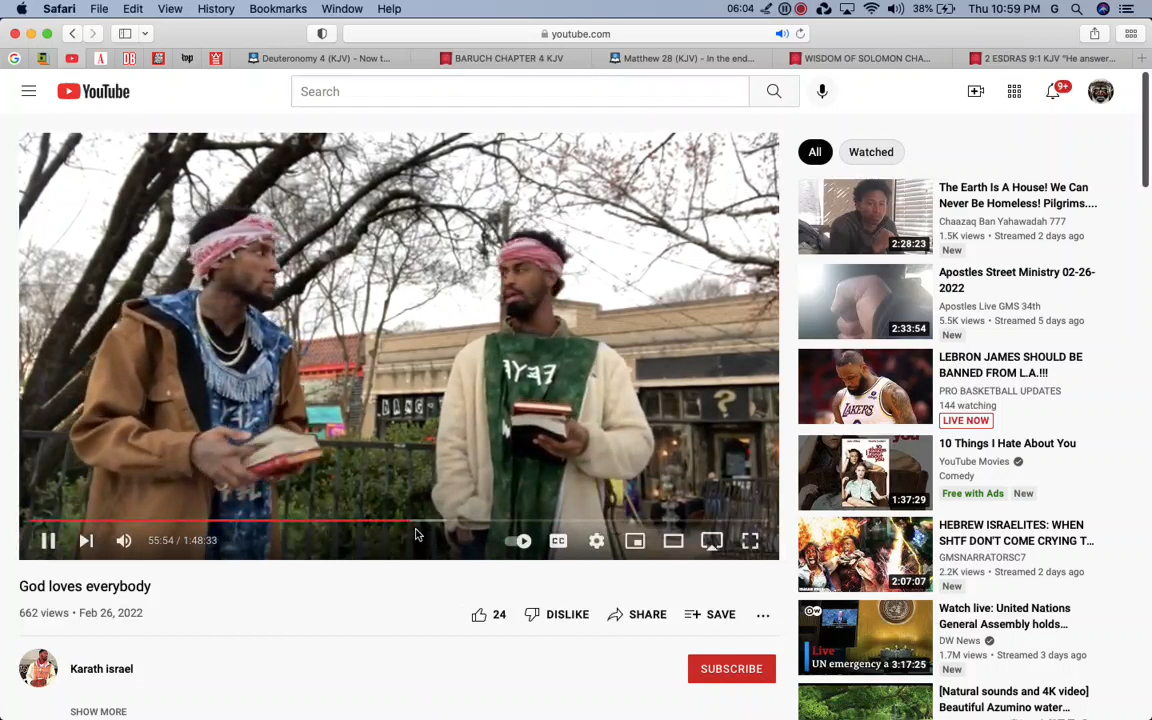 Safari File Edit View History Bookmarks Window Help 06:04 38% Thu 10:59 PM G
youtube.com
Deuteronomy 4 (KJV) - Now t... BARUCH CHAPTER 4 KJV Matthew 28 (KJV) - In the end... WISDOM OF SOLOMON CHA... 2 ESDRAS 9:1 KJV "He answer...
YouTube
Search
9+
All Watched
The Earth Is A House! We Can
Never Be Homeless! Pilgrims....
Chaazaq Ban Yahawadah 777
1.5K views • Streamed 2 days ago
New
2:28:23
Apostles Street Ministry 02-26-
2022
Apostles Live GMS 34th
5.5K views • Streamed 5 days ago
New
2:33:54
LEBRON JAMES SHOULD BE
BANNED FROM L.A.!!!
PRO BASKETBALL UPDATES
144 watching
LIVE NOW
LAKERS
10 Things I Hate About You
YouTube Movies
Comedy
Free with Ads New
1:37:29
HEBREW ISRAELITES: WHEN
SHTF DON'T COME CRYING T...
GMSNARRATORSC7
2.2K views • Streamed 2 days ago
New
2:07:07
Watch live: United Nations
General Assembly holds...
DW News
1.7M views • Streamed 3 days ago
New
Live
UN emergency a
3:17:25
[Natural sounds and 4K video]
Beautiful Azumino water...
55:54 / 1:48:33
CC
God loves everybody
662 views • Feb 26, 2022
24 DISLIKE SHARE SAVE
Karath israel
SUBSCRIBE
SHOW MORE